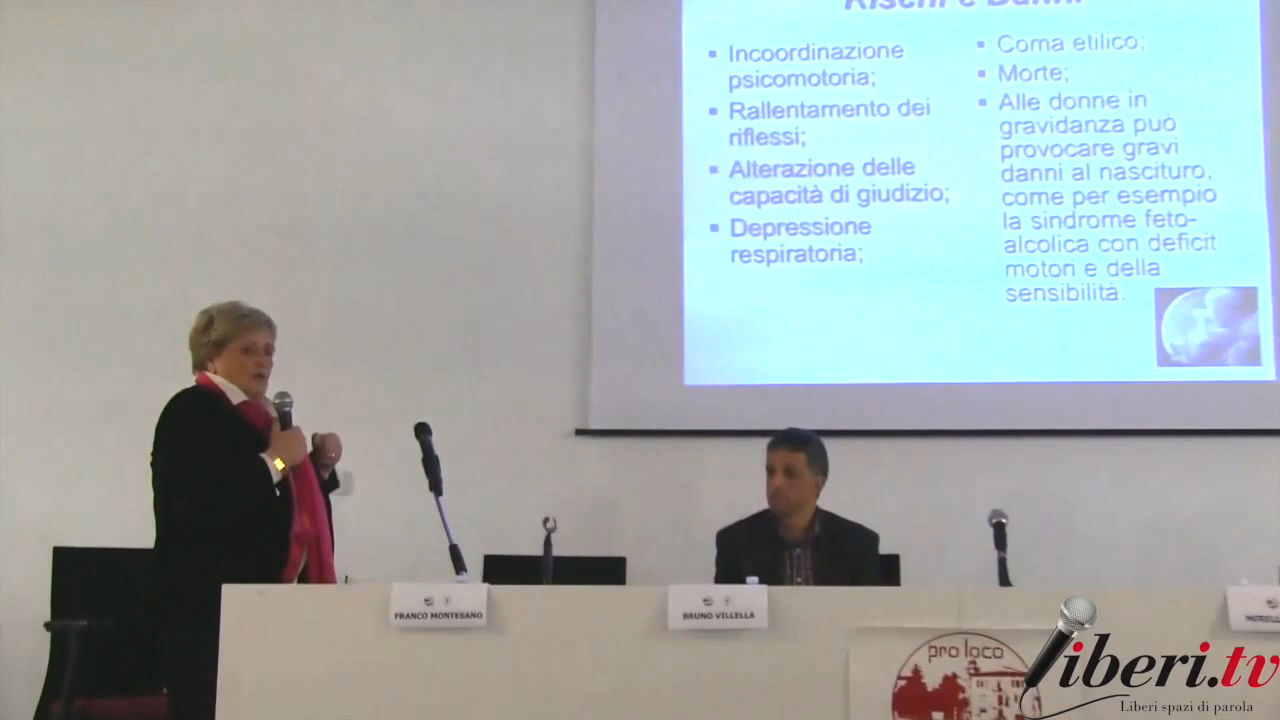 Rischi e Danni
Incoordinazione
psicomotoria;
Rallentamento dei
riflessi;
Alterazione delle
capacità di giudizio;
Depressione
respiratoria;
Coma etilico;
Morte;
Alle donne in
gravidanza può
provocare gravi
danni al nascituro,
come per esempio
la sindrome feto-
alcolica con deficit
motori e della
sensibilità.
FRANCO MONTESANO
BRUNO VILLELLA
pro loco
liberi.tv
Liberi spazi di parola